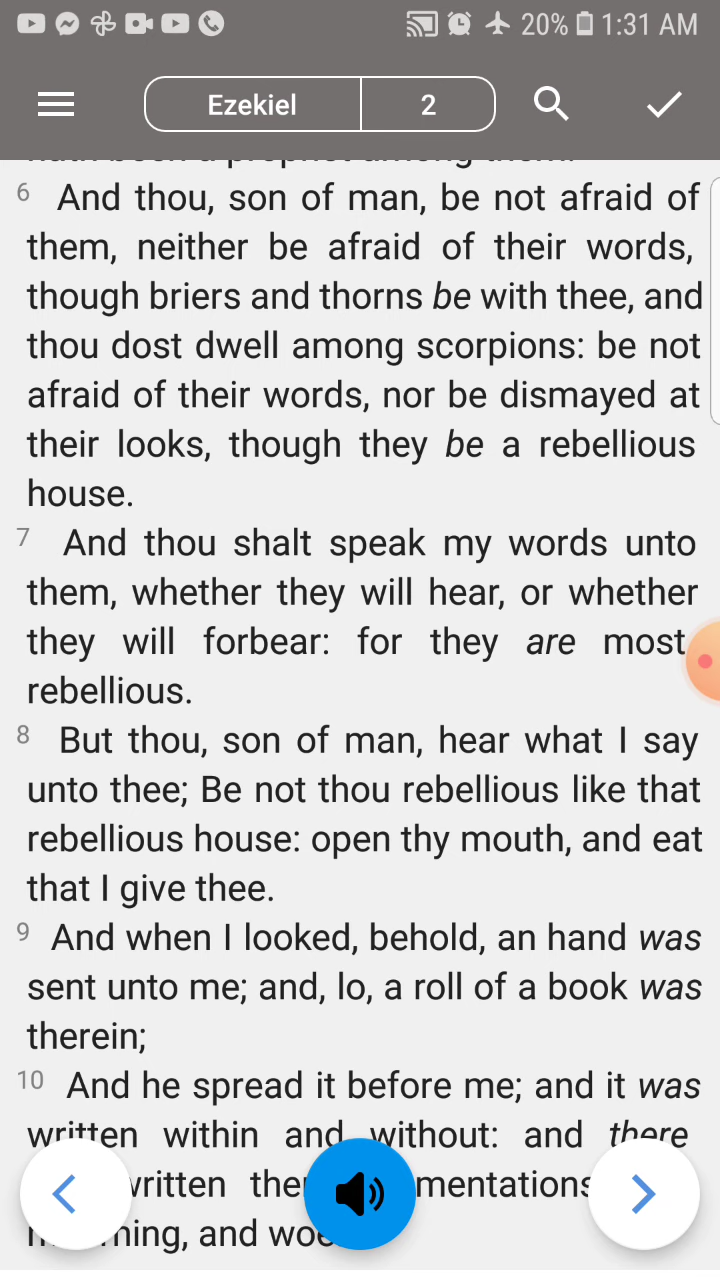 20% 1:31 AM
Ezekiel 2
6 And thou, son of man, be not afraid of
them, neither be afraid of their words,
though briers and thorns be with thee, and
thou dost dwell among scorpions: be not
afraid of their words, nor be dismayed at
their looks, though they be a rebellious
house.
7 And thou shalt speak my words unto
them, whether they will hear, or whether
they will forbear: for they are most
rebellious.
8 But thou, son of man, hear what I say
unto thee; Be not thou rebellious like that
rebellious house: open thy mouth, and eat
that I give thee.
9 And when I looked, behold, an hand was
sent unto me; and, lo, a roll of a book was
therein;
10 And he spread it before me; and it was
written within and without: and there
written
and